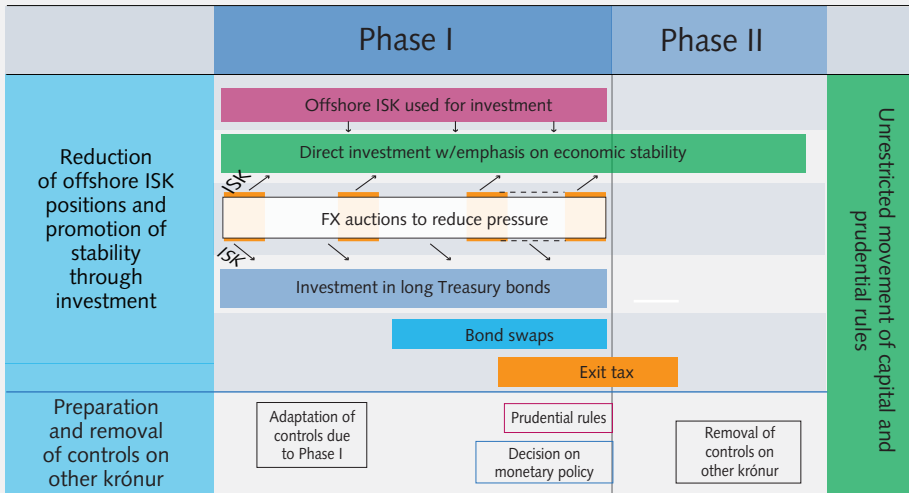 Phase I
Phase II
Reduction
of offshore ISK
positions and
promotion of
stability
through
investment
Offshore ISK used for investment
Direct investment w/emphasis on economic stability
ISK
FX auctions to reduce pressure
ISK
Investment in long Treasury bonds
Bond swaps
Exit tax
Unrestricted movement of capital and
prudential rules
Preparation
and removal
of controls on
other krónur
Adaptation of
controls due
to Phase I
Prudential rules
Decision on
monetary policy
Removal of
controls on
other krónur